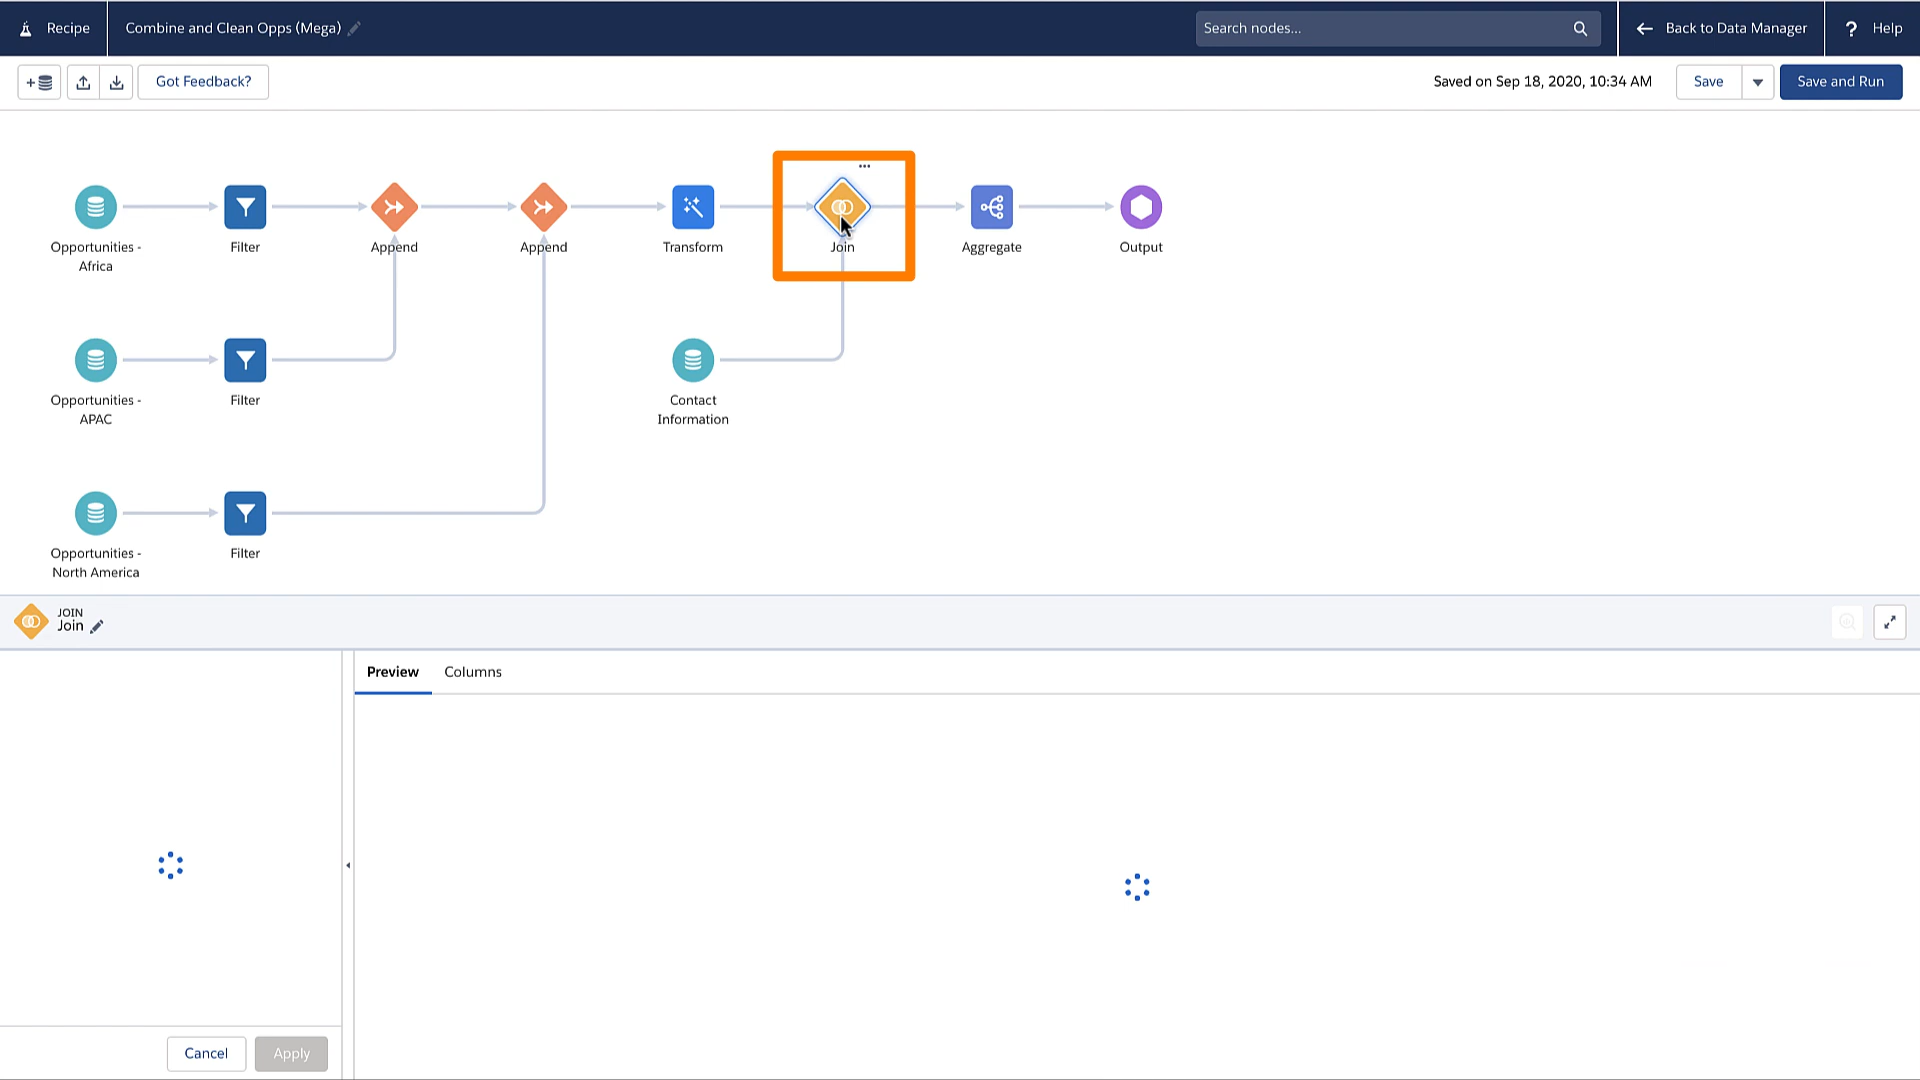 Recipe
Combine and Clean Opps (Mega)
Search nodes...
Back to Data Manager
? Help
Got Feedback?
Saved on Sep 18, 2020, 10:34 AM
Save
Save and Run
Opportunities -
Africa
Filter
Append
Append
Transform
Join
Aggregate
Output
Opportunities -
APAC
Filter
Contact
Information
Opportunities -
North America
Filter
JOIN
Join
Preview
Columns
Cancel
Apply